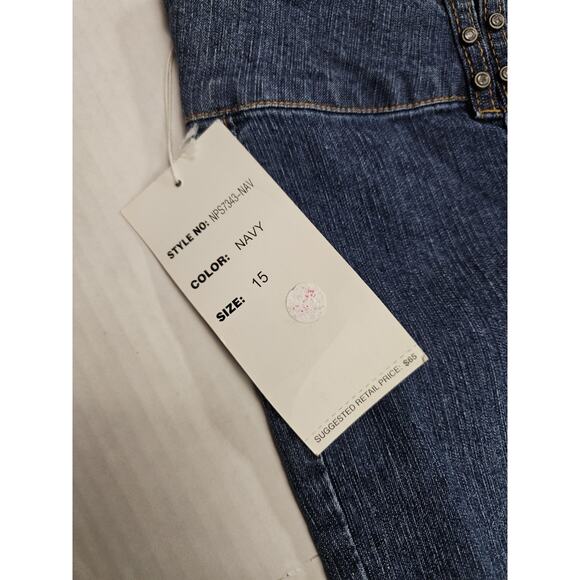 STYLE NO: NPS7343-NAV
COLOR: NAVY
SIZE: 15
SUGGESTED RETAIL PRICE: $65